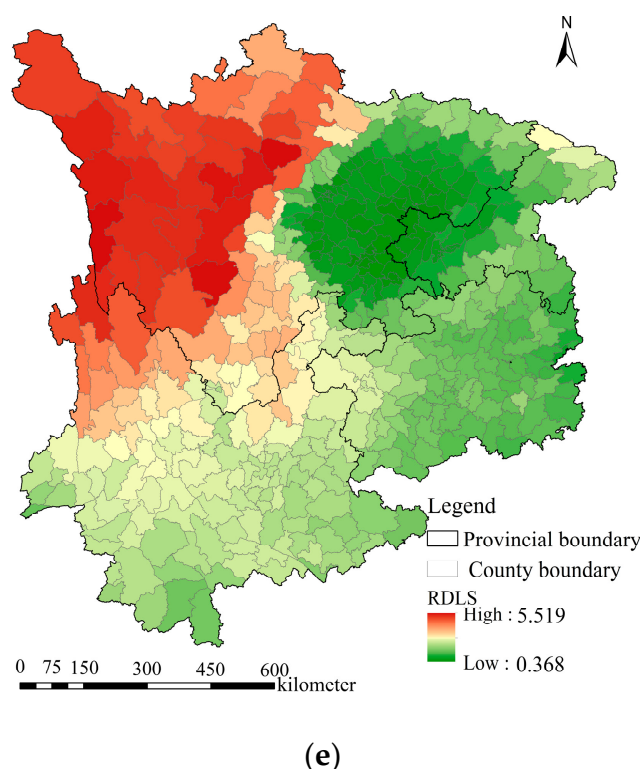 N
Legend
Provincial boundary
County boundary
RDLS
High : 5.519
Low : 0.368
0 75 150 300 450 600
kilometer
(e)